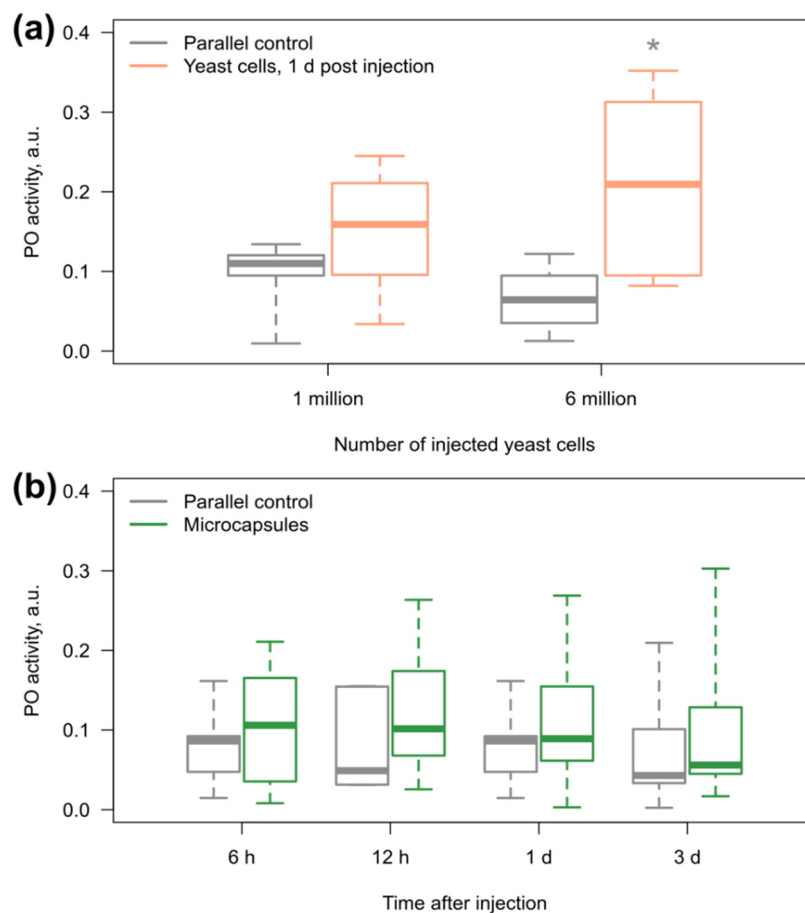 (a)
0.4
0.3
0.2
0.1
0.0
PO activity, a.u.
Parallel control
Yeast cells, 1 d post injection
*
1 million
6 million
Number of injected yeast cells
(b)
0.4
0.3
0.2
0.1
0.0
PO activity, a.u.
Parallel control
Microcapsules
6 h
12 h
1 d
3 d
Time after injection